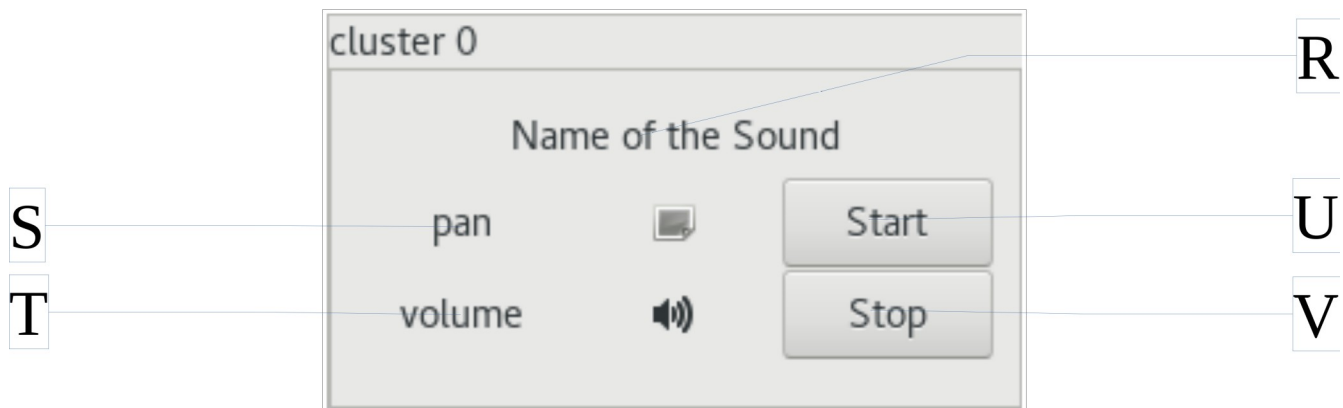 cluster 0
R
Name of the Sound
S pan Start U
T volume Stop V